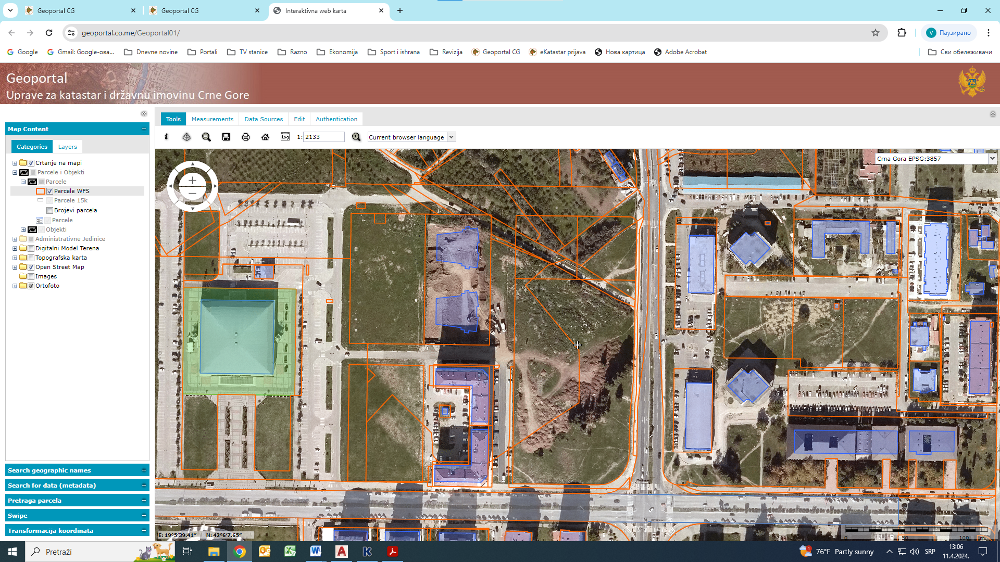 Geoportal CG
Geoportal CG
Interaktivna web karta
geoportal.co.me/Geoportal01/
V
Паузирано
Google
Gmail: Google-ова...
Dnevne novine
Portali
TV stanice
Razno
Ekonomija
Sport i ishrana
Revizija
Geoportal CG
eKatastar prijava
Нова картица
Adobe Acrobat
Сви обележивачи
Geoportal
Uprave za katastar i državnu imovinu Crne Gore
Map Content
Categories
Layers
Crtanje na mapi
Parcele i Objekti
Parcele
Parcele WFS
Parcele 15k
Brojevi parcela
Parcele
Objekti
Administrativne Jedinice
Digitalni Model Terena
Topografska karta
Open Street Map
Images
Ortofoto
Search geographic names
Search for data (metadata)
Pretraga parcela
Swipe
Transformacija koordinata
Tools
Measurements
Data Sources
Edit
Authentication
Log
1: 2133
Current browser language
Crna Gora EPSG:3857
E: 19°5'39.41" N: 42°6'7.65"
0 50 100 m
Pretraži
1
76°F Partly sunny
SRP
13:06
11.4.2024.